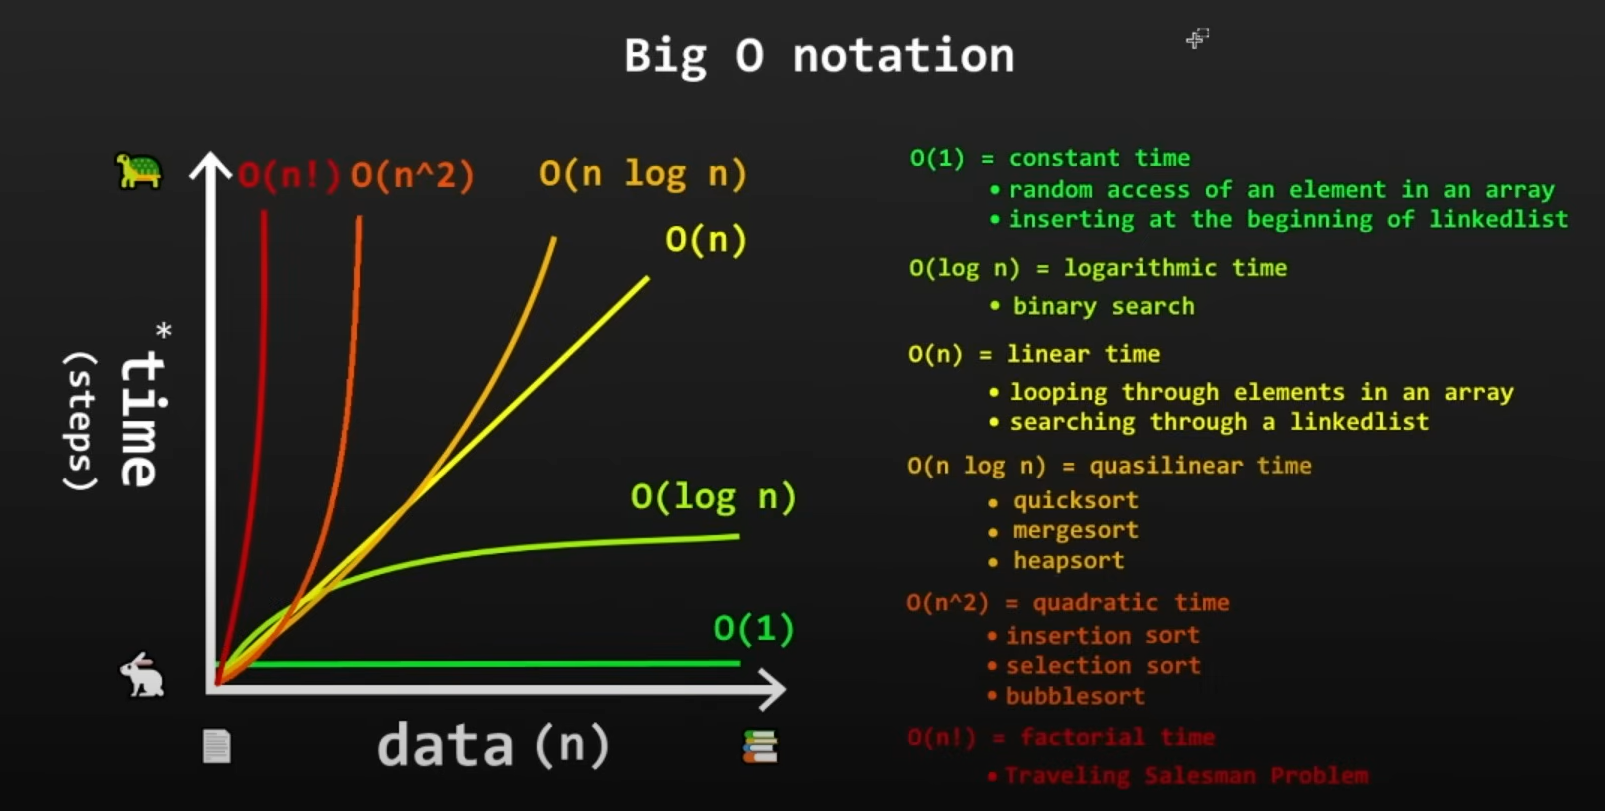 Big O notation
O(n!)
O(n^2)
O(n log n)
O(n)
O(log n)
O(1)
*
time
(steps)
data (n)
O(1) = constant time
• random access of an element in an array
• inserting at the beginning of linkedlist
O(log n) = logarithmic time
• binary search
O(n) = linear time
• looping through elements in an array
• searching through a linkedlist
O(n log n) = quasilinear time
• quicksort
• mergesort
• heapsort
O(n^2) = quadratic time
• insertion sort
• selection sort
• bubblesort
O(n!) = factorial time
• Traveling Salesman Problem